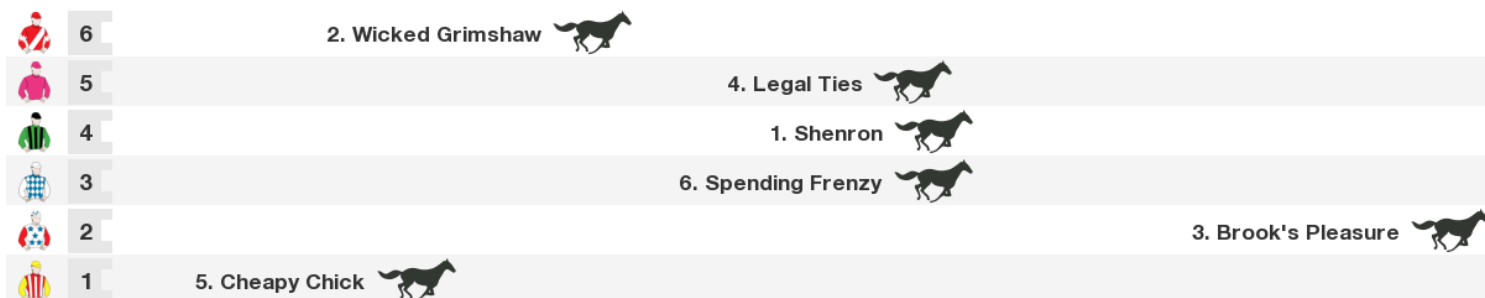 6 2. Wicked Grimshaw
5 4. Legal Ties
4 1. Shenron
3 6. Spending Frenzy
2 3. Brook's Pleasure
1 5. Cheapy Chick